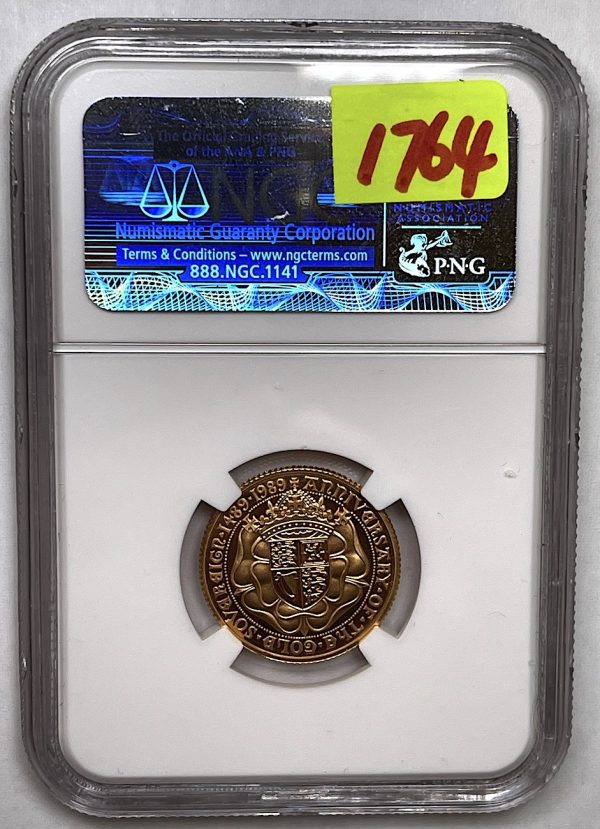 1764
The Official Grading Service
of the ANA & PNG
NGC
NUMISMATIC
ASSOCIATION
Numismatic Guaranty Corporation
Terms & Conditions – www.ngcterms.com
888.NGC.1141
PNG
ANNIVERSARY·OF·THE·GOLD·SOVEREIGN·1489·1989